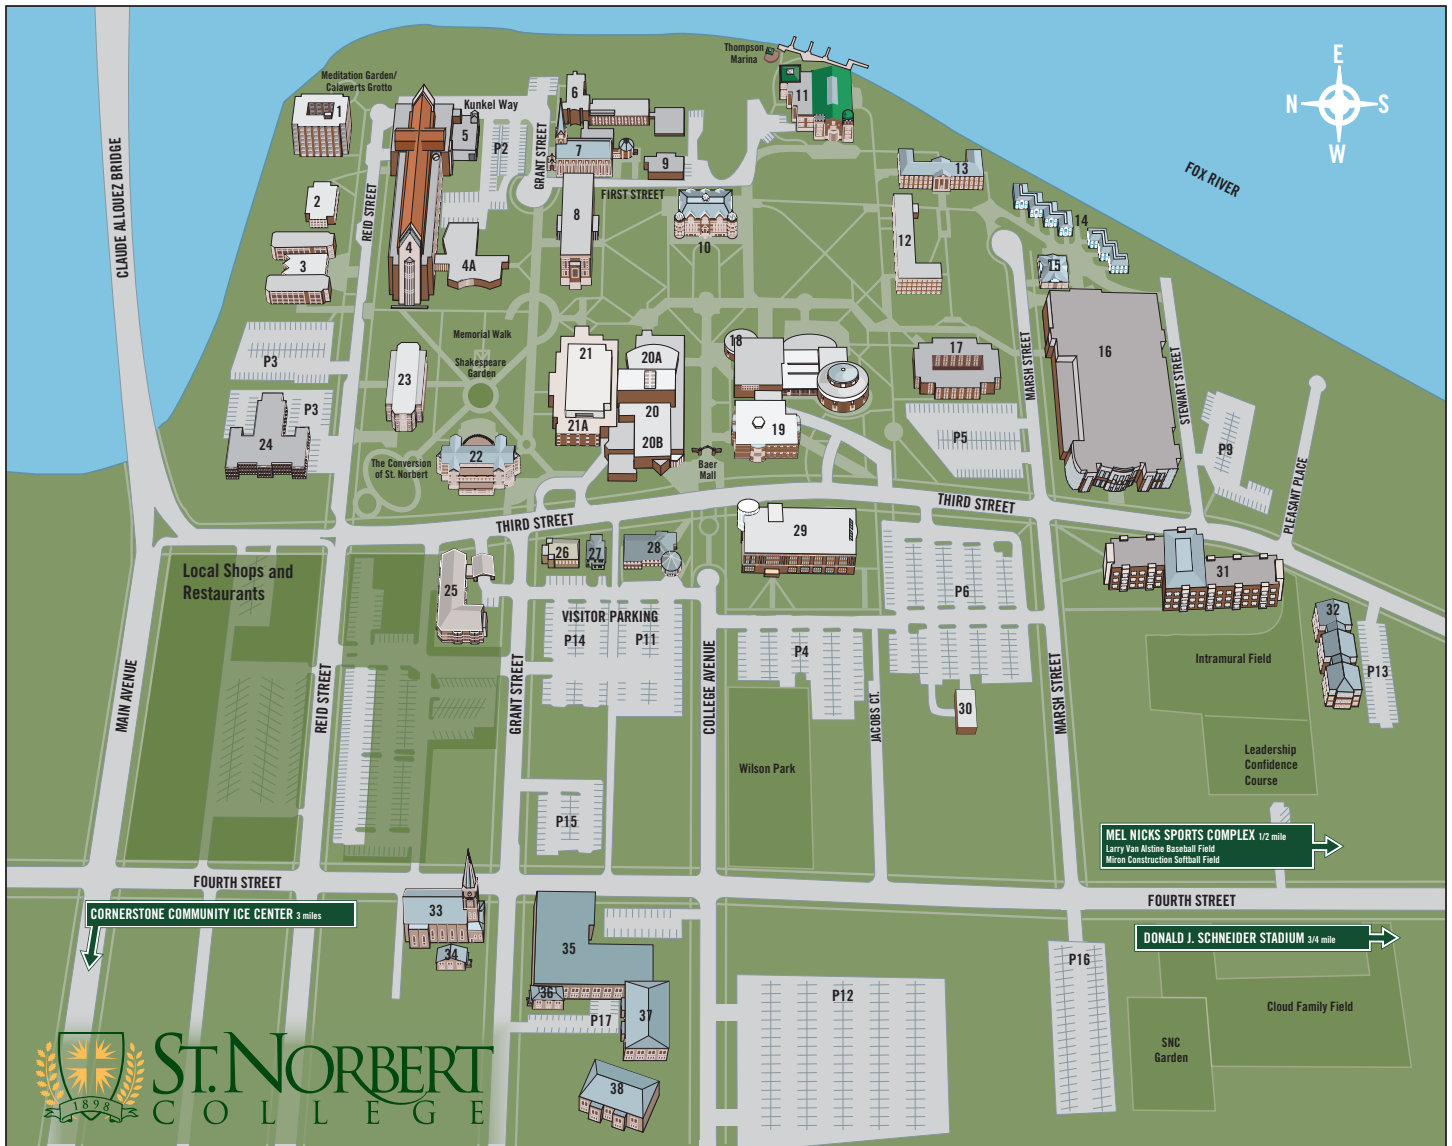 Thompson
Marina
E
N
S
W
Meditation Garden/
Calawerts Grotto
Kunkel Way
1
2
3
4
4A
5
P2
6
7
8
9
10
11
12
13
14
15
16
17
18
19
20A
20
20B
21
21A
22
23
24
CLAUDE ALLOUEZ BRIDGE
REID STREET
GRANT STREET
FIRST STREET
FOX RIVER
Memorial Walk
Shakespeare
Garden
P3
P3
MARSH STREET
STEWART STREET
P5
P9
PLEASANT PLACE
The Conversion
of St. Norbert
Baer
Mall
THIRD STREET
THIRD STREET
Local Shops and
Restaurants
25
26
27
28
29
30
31
32
VISITOR PARKING
P14
P11
P4
P6
P13
Intramural Field
MAIN AVENUE
REID STREET
GRANT STREET
COLLEGE AVENUE
JACOBS CT.
MARSH STREET
Leadership
Confidence
Course
Wilson Park
P15
MEL NICKS SPORTS COMPLEX 1/2 mile
Larry Van Alstine Baseball Field
Miron Construction Softball Field
FOURTH STREET
FOURTH STREET
CORNERSTONE COMMUNITY ICE CENTER 3 miles
DONALD J. SCHNEIDER STADIUM 3/4 mile
33
34
35
36
37
38
P17
P12
P16
Cloud Family Field
SNC
Garden
1898
ST. NORBERT
COLLEGE